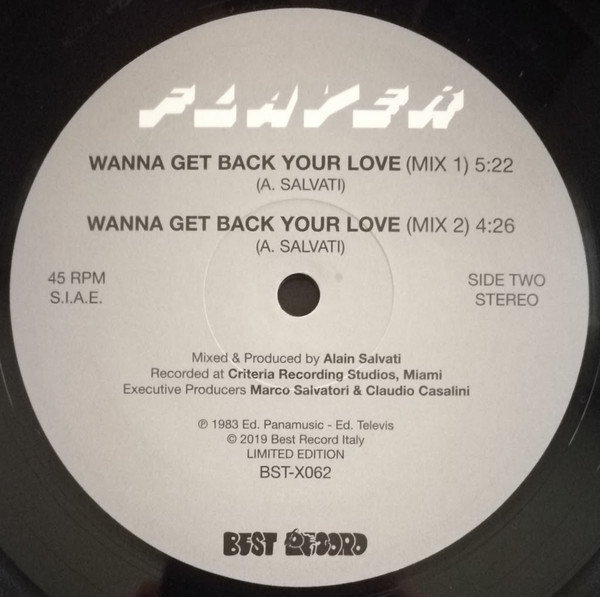 FLAYER
WANNA GET BACK YOUR LOVE (MIX 1) 5:22
(A. SALVATI)
WANNA GET BACK YOUR LOVE (MIX 2) 4:26
(A. SALVATI)
45 RPM
S.I.A.E.
SIDE TWO
STEREO
Mixed & Produced by Alain Salvati
Recorded at Criteria Recording Studios, Miami
Executive Producers Marco Salvatori & Claudio Casalini
℗ 1983 Ed. Panamusic - Ed. Televis
© 2019 Best Record Italy
LIMITED EDITION
BST-X062
BEST RECORD